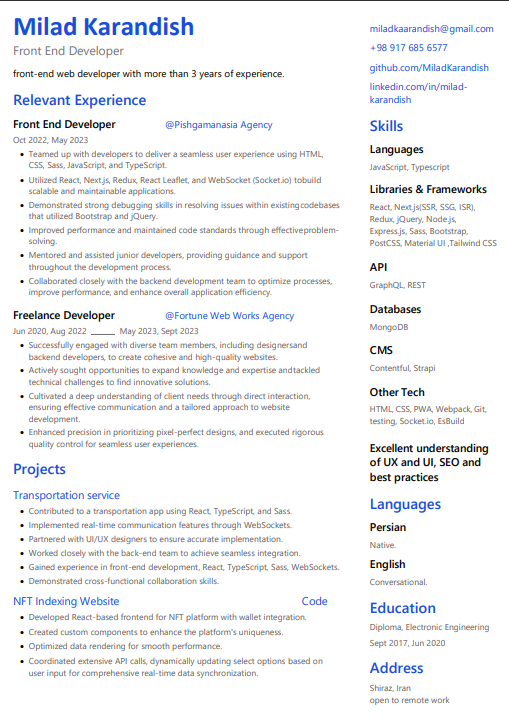 Milad Karandish
Front End Developer
front-end web developer with more than 3 years of experience.
Relevant Experience
Front End Developer @Pishgamanasia Agency
Oct 2022, May 2023
• Teamed up with developers to deliver a seamless user experience using HTML,
CSS, Sass, JavaScript, and TypeScript.
• Utilized React, Next.js, Redux, React Leaflet, and WebSocket (Socket.io) tobuild
scalable and maintainable applications.
• Demonstrated strong debugging skills in resolving issues within existingcodebases
that utilized Bootstrap and jQuery.
• Improved performance and maintained code standards through effectiveproblem-
solving.
• Mentored and assisted junior developers, providing guidance and support
throughout the development process.
• Collaborated closely with the backend development team to optimize processes,
improve performance, and enhance overall application efficiency.
Freelance Developer @Fortune Web Works Agency
Jun 2020, Aug 2022 ______ May 2023, Sept 2023
• Successfully engaged with diverse team members, including designersand
backend developers, to create cohesive and high-quality websites.
• Actively sought opportunities to expand knowledge and expertise andtackled
technical challenges to find innovative solutions.
• Cultivated a deep understanding of client needs through direct interaction,
ensuring effective communication and a tailored approach to website
development.
• Enhanced precision in prioritizing pixel-perfect designs, and executed rigorous
quality control for seamless user experiences.
Projects
Transportation service
• Contributed to a transportation app using React, TypeScript, and Sass.
• Implemented real-time communication features through WebSockets.
• Partnered with UI/UX designers to ensure accurate implementation.
• Worked closely with the back-end team to achieve seamless integration.
• Gained experience in front-end development, React, TypeScript, Sass, WebSockets.
• Demonstrated cross-functional collaboration skills.
NFT Indexing Website Code
• Developed React-based frontend for NFT platform with wallet integration.
• Created custom components to enhance the platform's uniqueness.
• Optimized data rendering for smooth performance.
• Coordinated extensive API calls, dynamically updating select options based on
user input for comprehensive real-time data synchronization.
miladkaarandish@gmail.com
+98 917 685 6577
github.com/MiladKarandish
linkedin.com/in/milad-
karandish
Skills
Languages
JavaScript, Typescript
Libraries & Frameworks
React, Next.js(SSR, SSG, ISR),
Redux, jQuery, Node.js,
Express.js, Sass, Bootstrap,
PostCSS, Material UI ,Tailwind CSS
API
GraphQL, REST
Databases
MongoDB
CMS
Contentful, Strapi
Other Tech
HTML, CSS, PWA, Webpack, Git,
testing, Socket.io, EsBuild
Excellent understanding
of UX and UI, SEO and
best practices
Languages
Persian
Native.
English
Conversational.
Education
Diploma, Electronic Engineering
Sept 2017, Jun 2020
Address
Shiraz, Iran
open to remote work